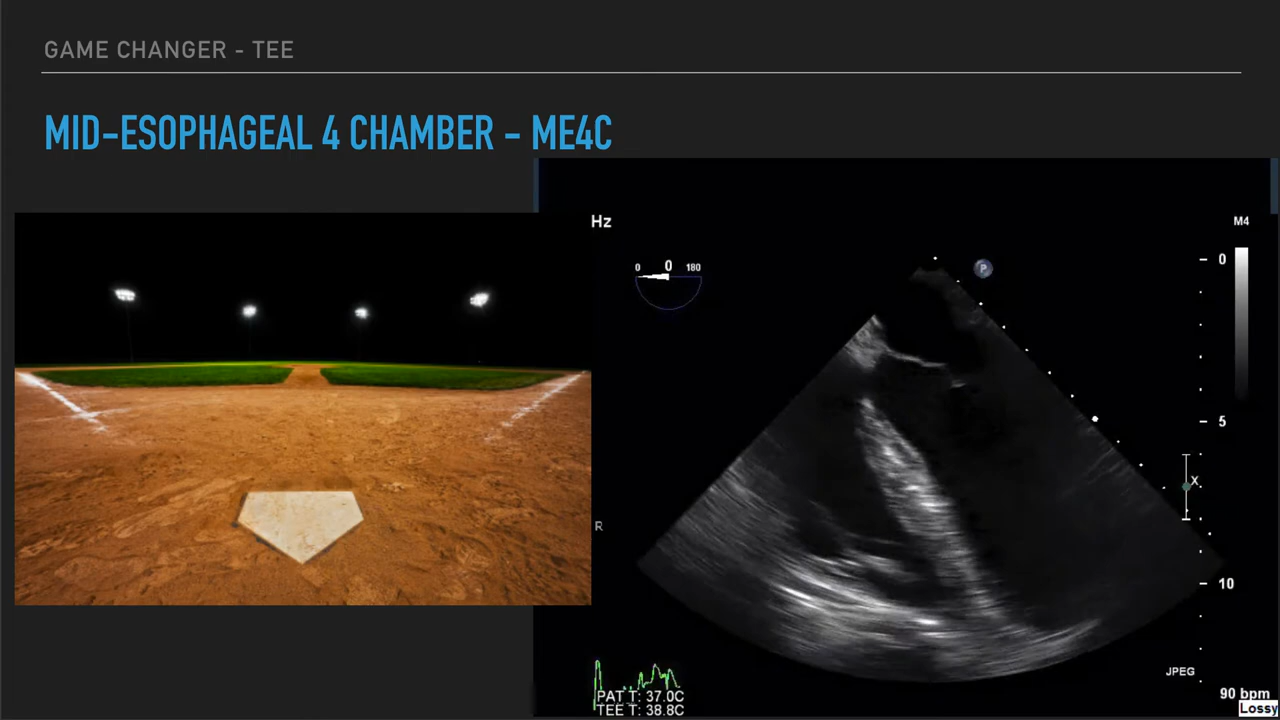 GAME CHANGER - TEE
MID-ESOPHAGEAL 4 CHAMBER - ME4C
Hz
M4
0 0 180
P
0
5
X
R
10
JPEG
PAT T: 37.0C
TEE T: 38.8C
90 bpm
Lossy